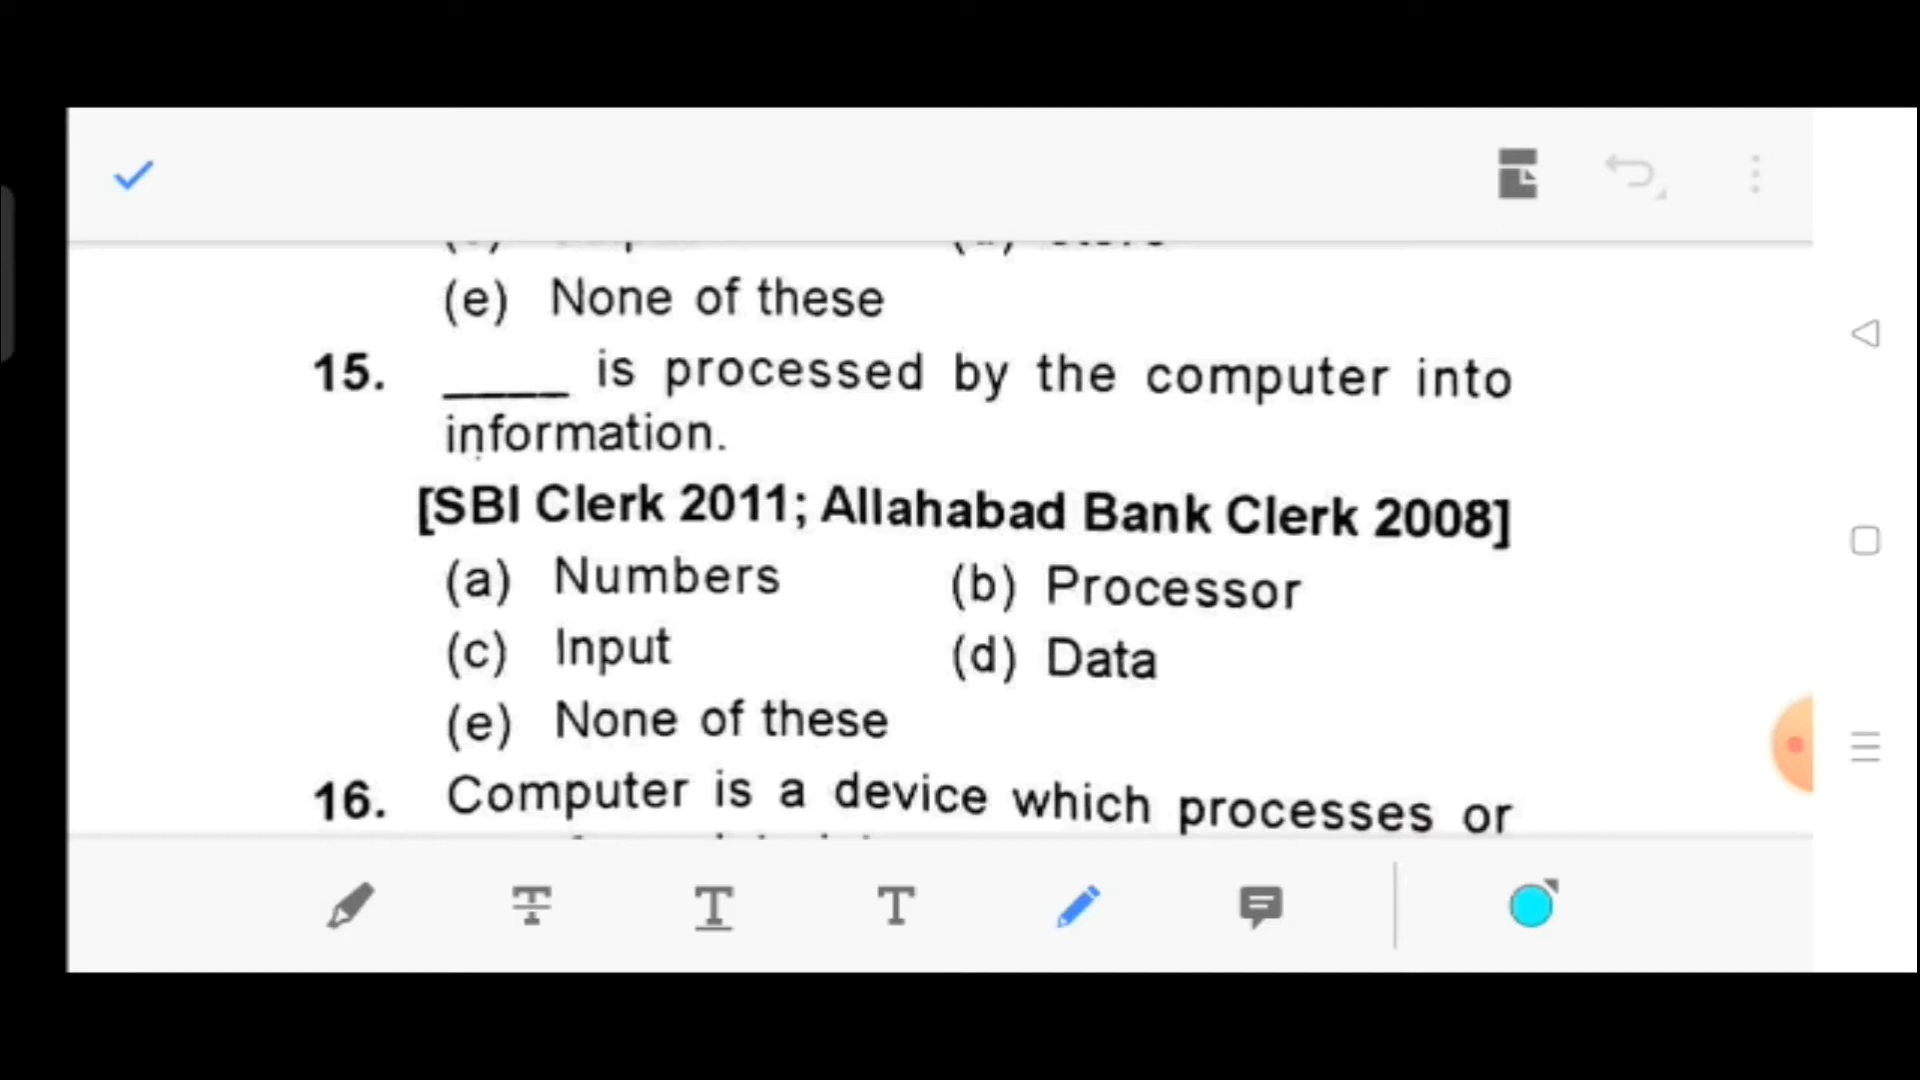 (e) None of these
15. ____ is processed by the computer into
information.
[SBI Clerk 2011; Allahabad Bank Clerk 2008]
(a) Numbers (b) Processor
(c) Input (d) Data
(e) None of these
16. Computer is a device which processes or